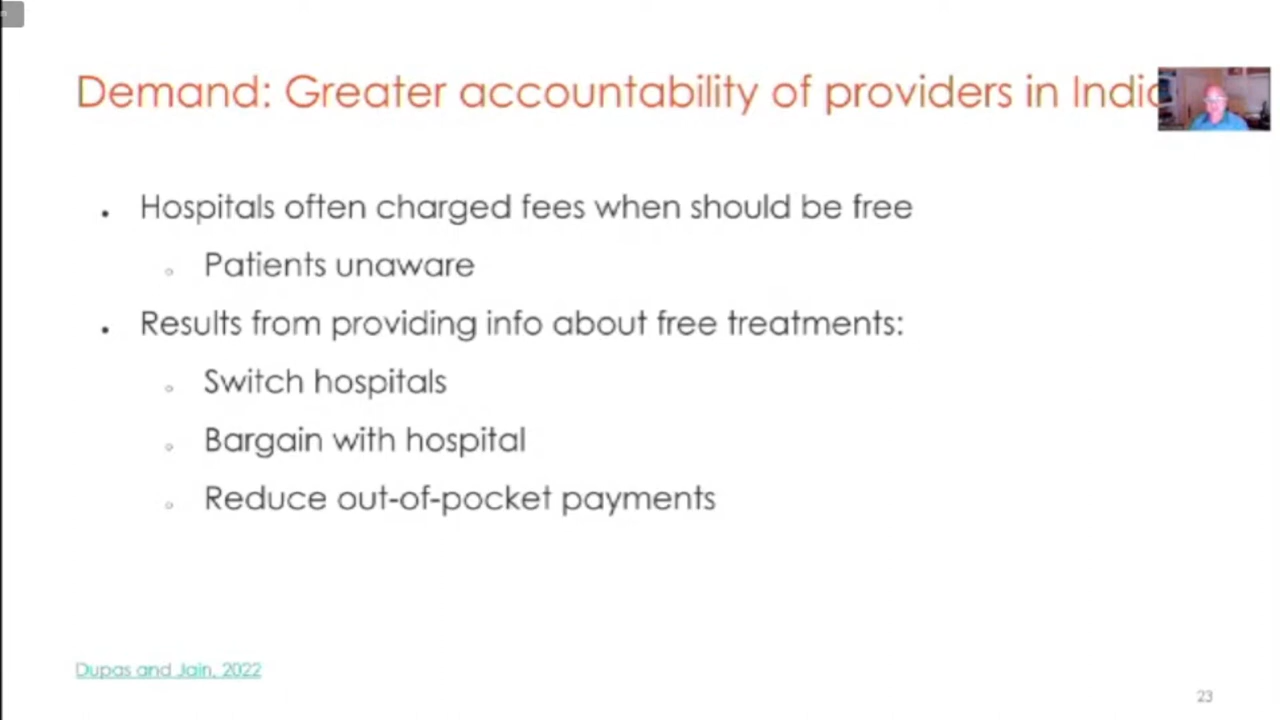 Demand: Greater accountability of providers in India
Hospitals often charged fees when should be free
Patients unaware
Results from providing info about free treatments:
Switch hospitals
Bargain with hospital
Reduce out-of-pocket payments
Dupas and Jain, 2022
23